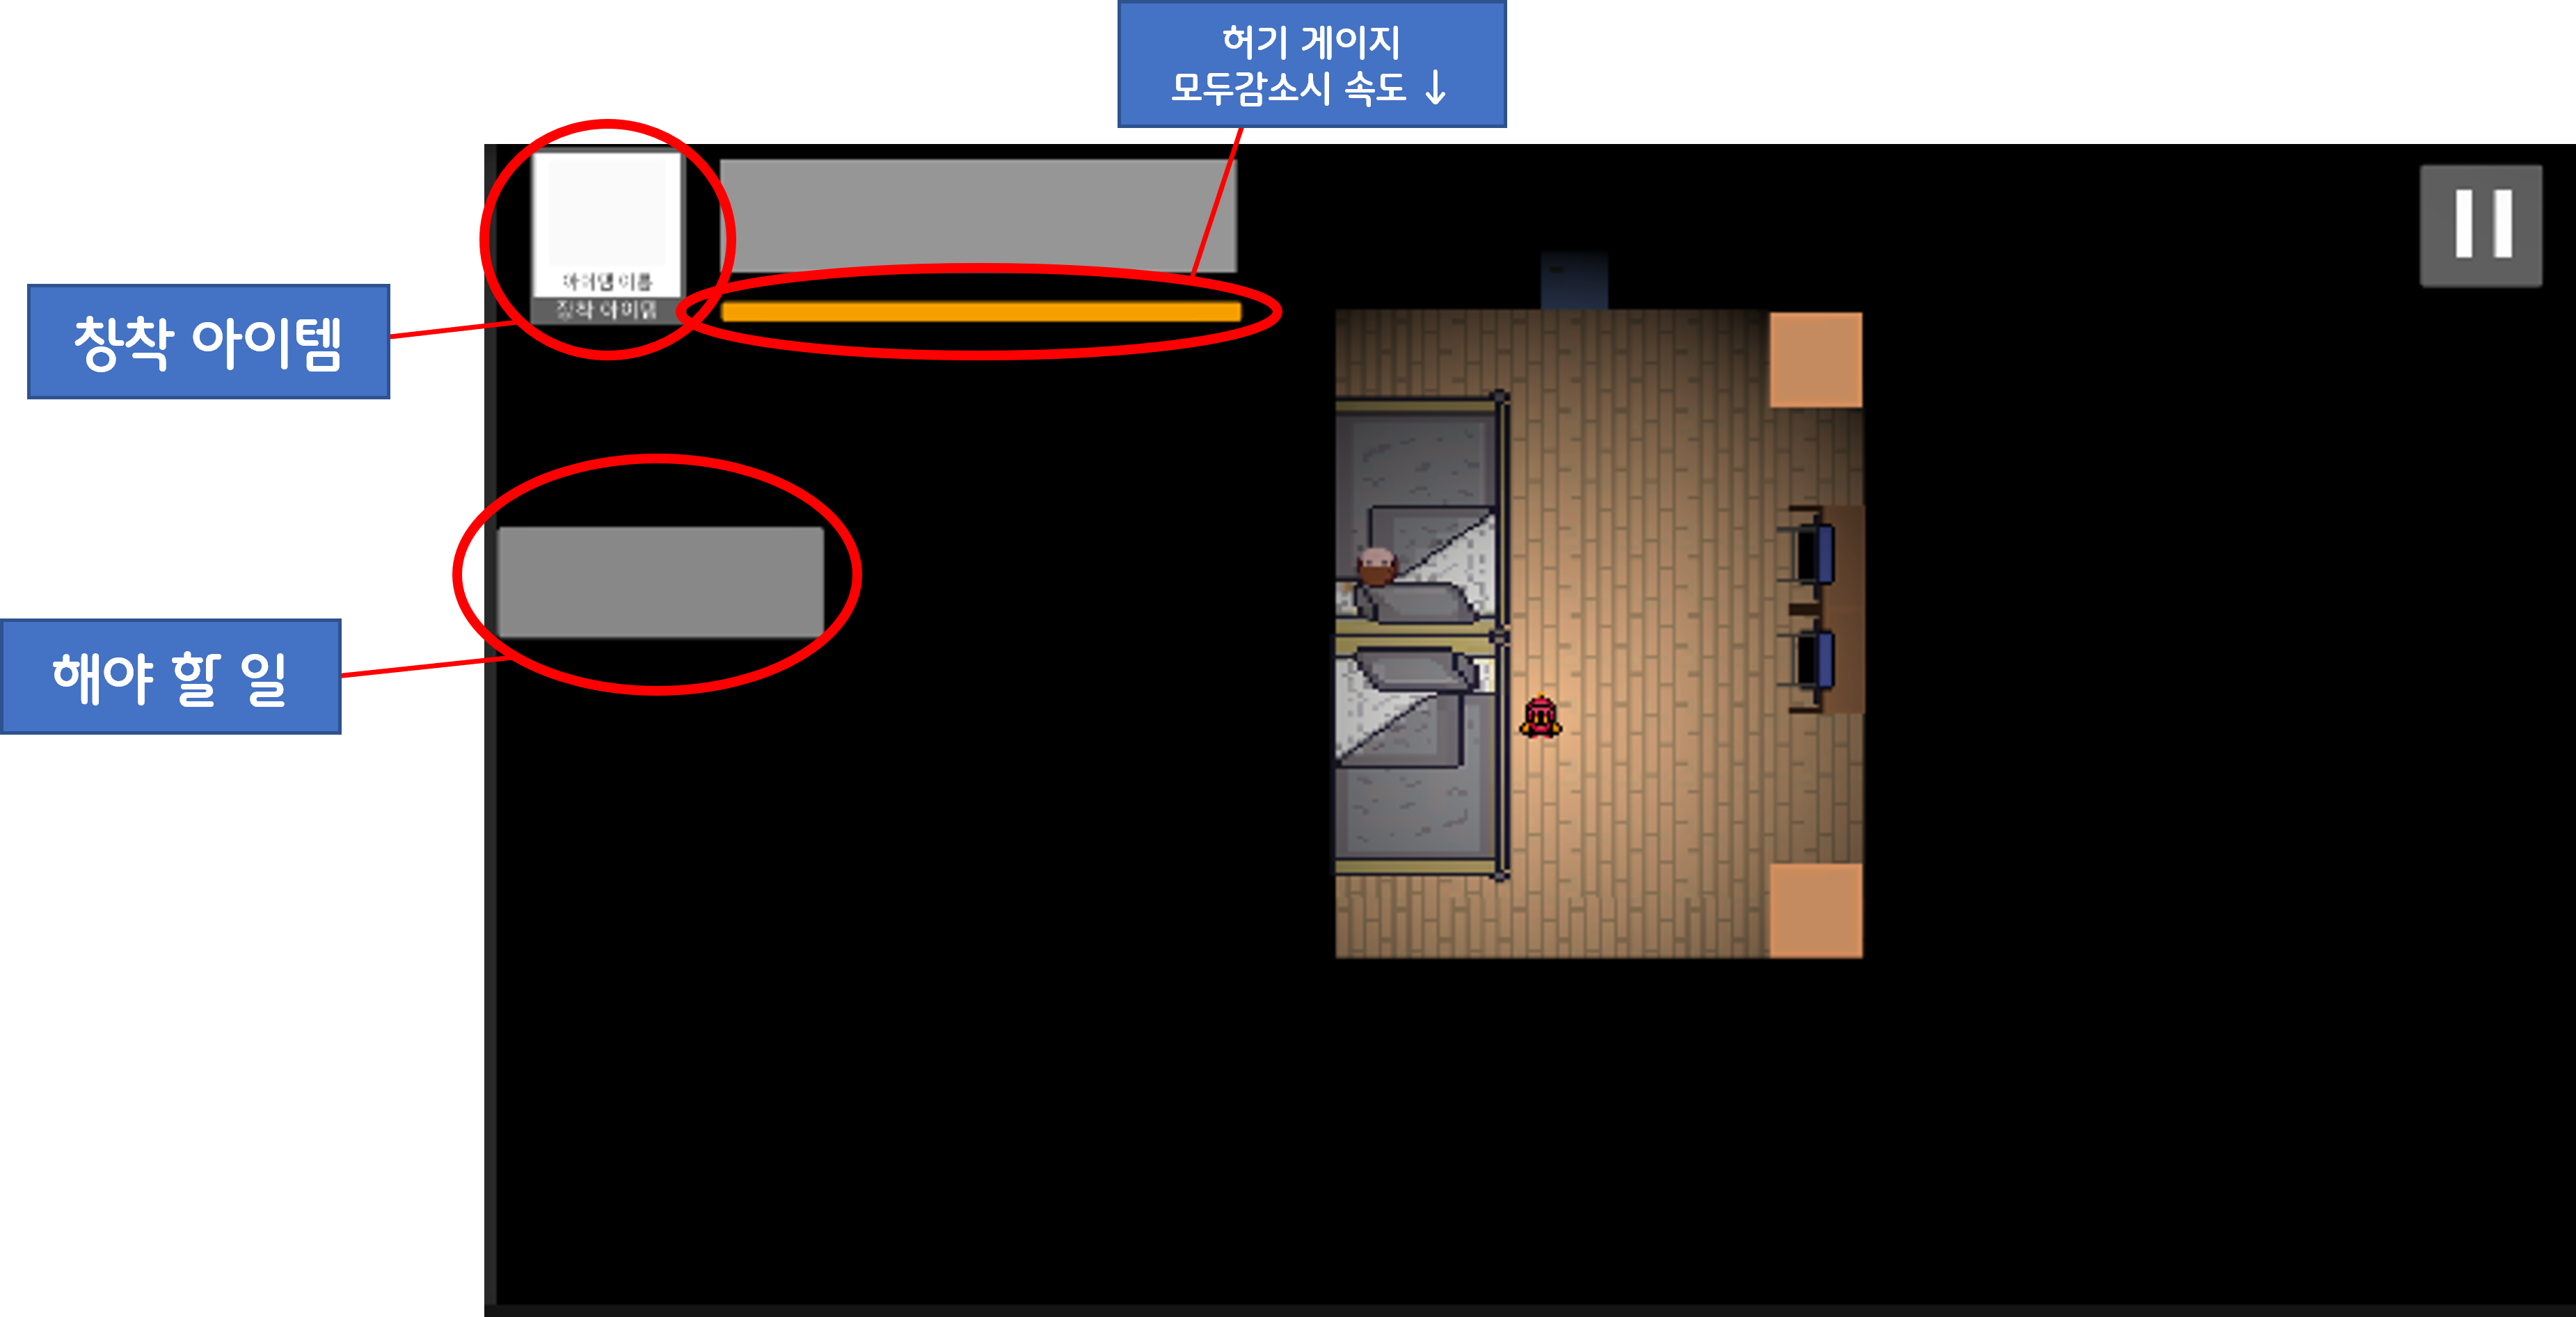 허기 게이지
모두감소시 속도 ↓
아이템 이름
장착 아이템
창착 아이템
해야 할 일